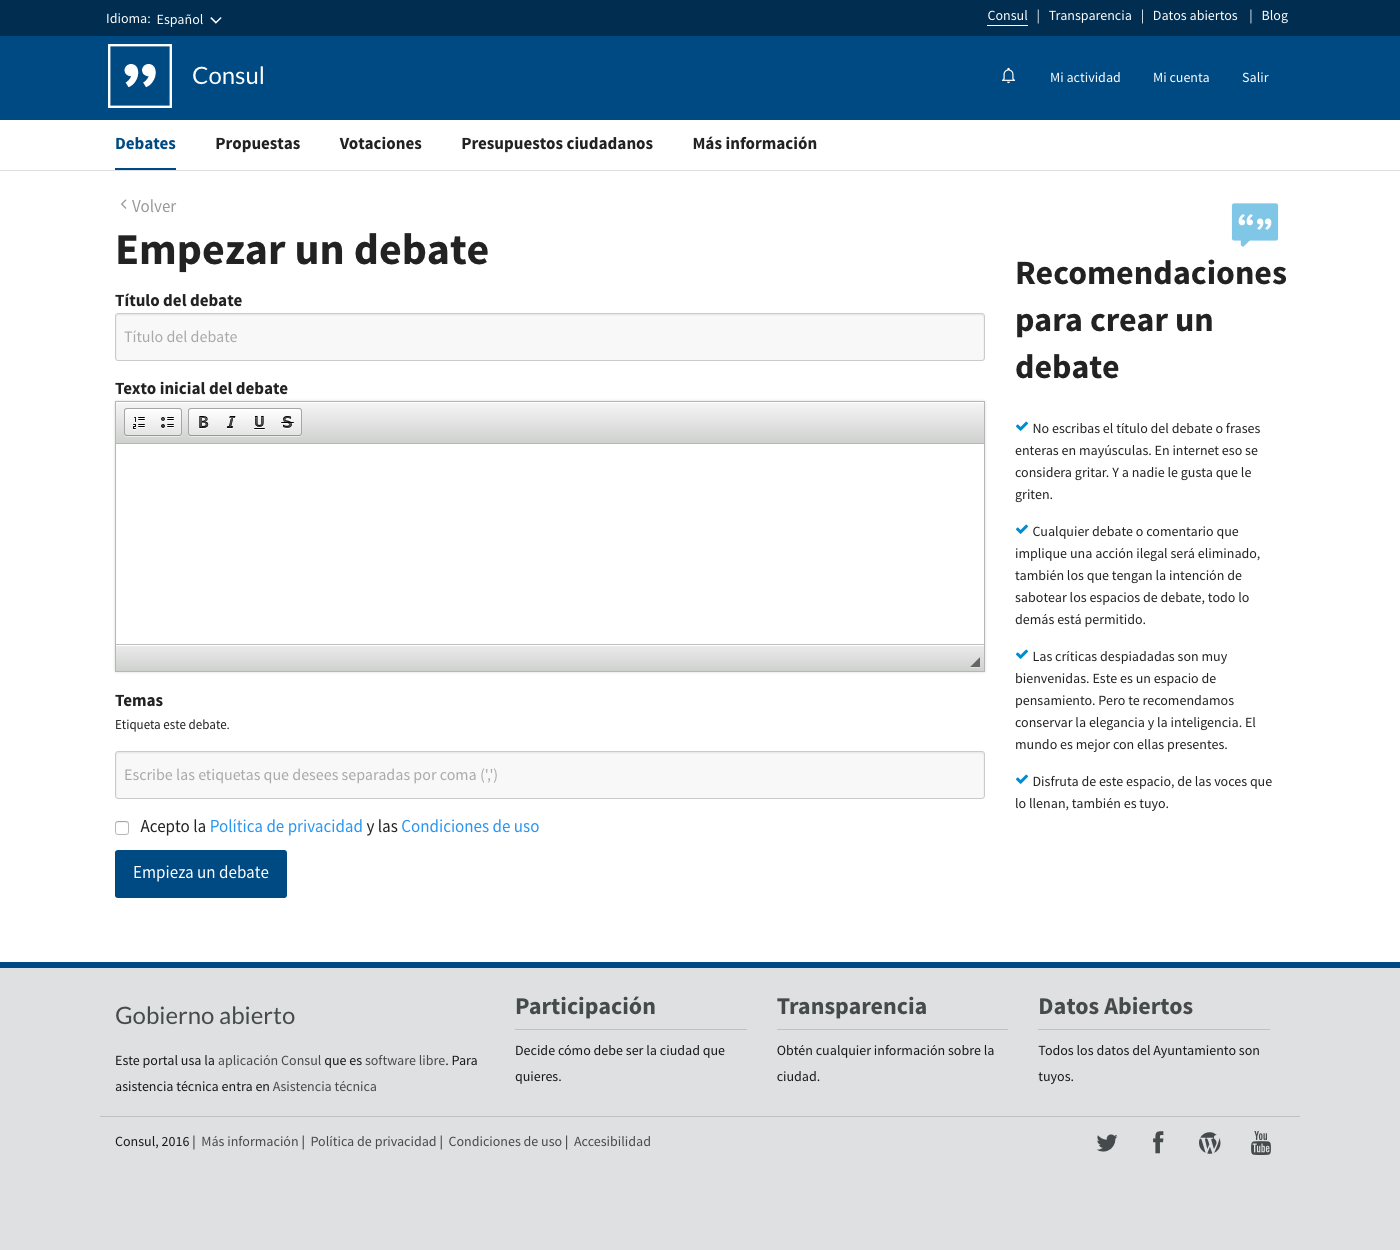 Idioma: Español
Consul | Transparencia | Datos abiertos | Blog
Consul
Mi actividad Mi cuenta Salir
Debates Propuestas Votaciones Presupuestos ciudadanos Más información
Volver
Empezar un debate
Título del debate
Título del debate
Texto inicial del debate
B I U S
Temas
Etiqueta este debate.
Escribe las etiquetas que desees separadas por coma (',')
Acepto la Política de privacidad y las Condiciones de uso
Empieza un debate
Recomendaciones
para crear un
debate
No escribas el título del debate o frases
enteras en mayúsculas. En internet eso se
considera gritar. Y a nadie le gusta que le
griten.
Cualquier debate o comentario que
implique una acción ilegal será eliminado,
también los que tengan la intención de
sabotear los espacios de debate, todo lo
demás está permitido.
Las críticas despiadadas son muy
bienvenidas. Este es un espacio de
pensamiento. Pero te recomendamos
conservar la elegancia y la inteligencia. El
mundo es mejor con ellas presentes.
Disfruta de este espacio, de las voces que
lo llenan, también es tuyo.
Gobierno abierto
Este portal usa la aplicación Consul que es software libre. Para
asistencia técnica entra en Asistencia técnica
Participación
Decide cómo debe ser la ciudad que
quieres.
Transparencia
Obtén cualquier información sobre la
ciudad.
Datos Abiertos
Todos los datos del Ayuntamiento son
tuyos.
Consul, 2016 | Más información | Política de privacidad | Condiciones de uso | Accesibilidad
You
Tube